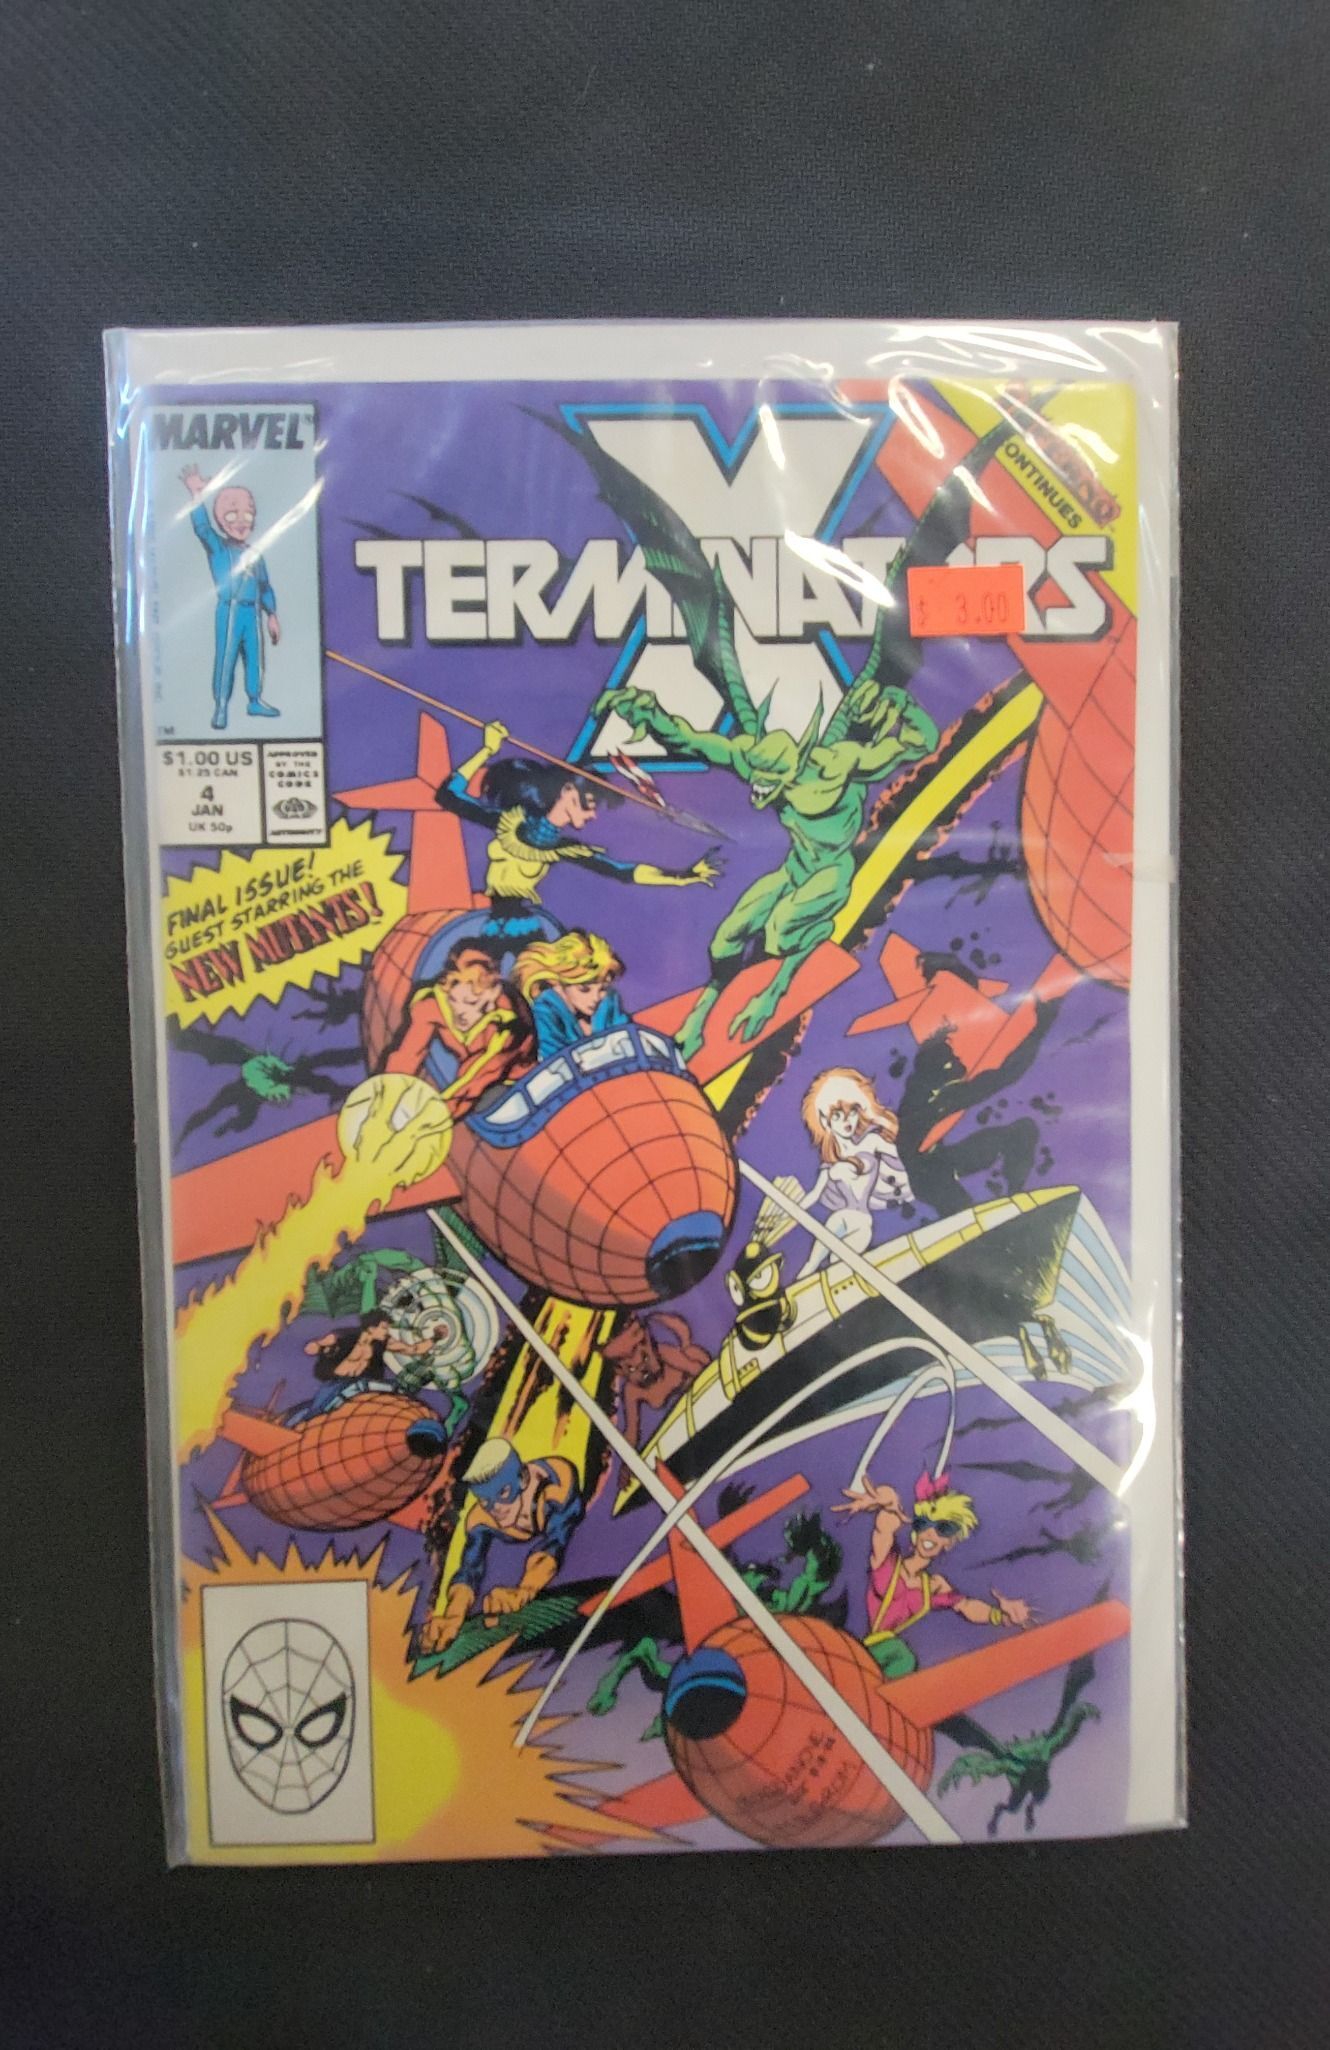 MARVEL
X
TERMINATORS
CONTINUES
$ 3.00
TM
$1.00 US
$1.25 CAN
4
JAN
UK 50p
APPROVED
BY THE
COMICS
CODE
AUTHORITY
FINAL ISSUE!
GUEST STARRING THE
NEW MUTANTS!